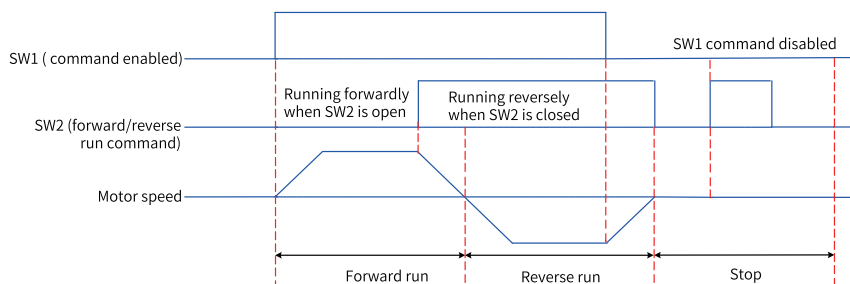 SW1 ( command enabled)
SW1 command disabled
Running forwardly
when SW2 is open
Running reversely
when SW2 is closed
SW2 (forward/reverse
run command)
Motor speed
Forward run
Reverse run
Stop